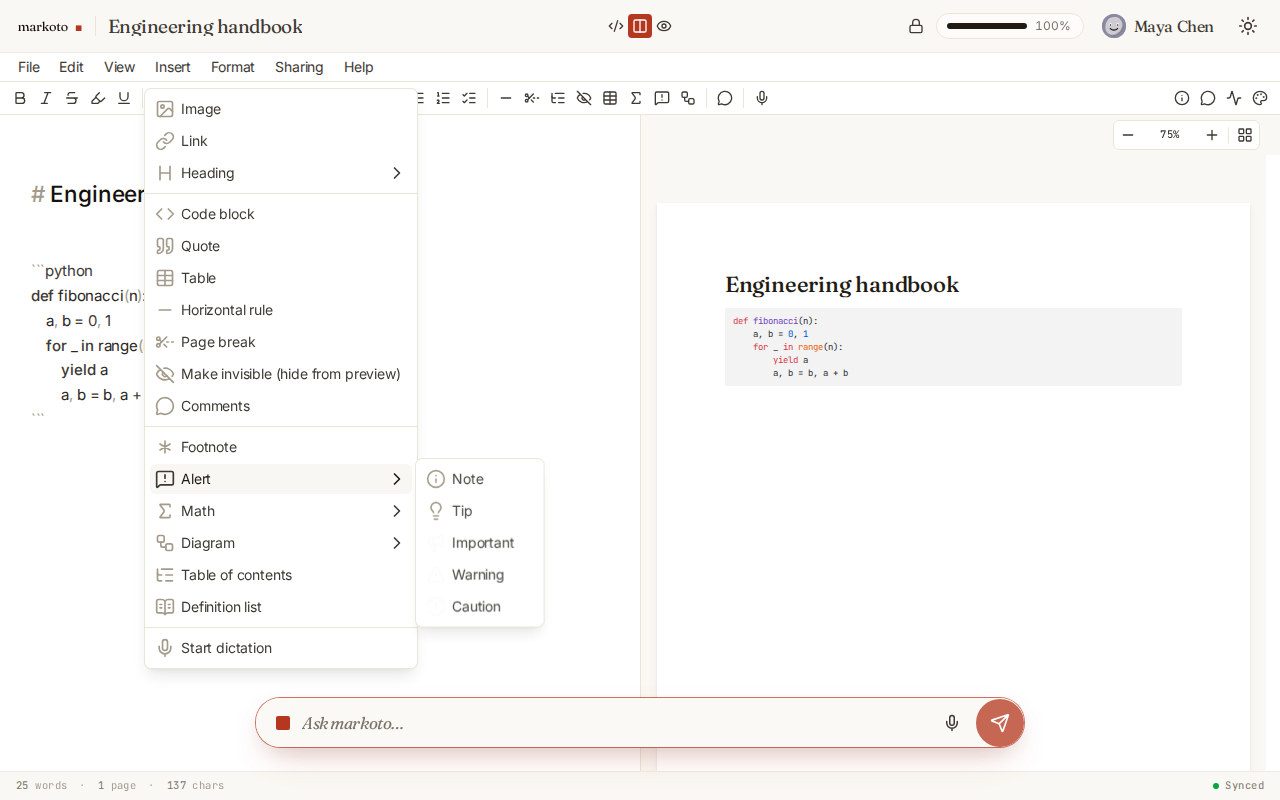 markoto
Engineering handbook
100%
Maya Chen
File Edit View Insert Format Sharing Help
75%
Image
Link
Heading
Code block
Quote
Table
Horizontal rule
Page break
Make invisible (hide from preview)
Comments
Footnote
Alert
Math
Diagram
Table of contents
Definition list
Start dictation
Note
Tip
Important
Warning
Caution
# Engineer
```python
def fibonacci(n):
a, b = 0, 1
for _ in range(
yield a
a, b = b, a +
```
Engineering handbook
def fibonacci(n):
a, b = 0, 1
for _ in range(n):
yield a
a, b = b, a + b
Ask markoto...
25 words · 1 page · 137 chars
Synced